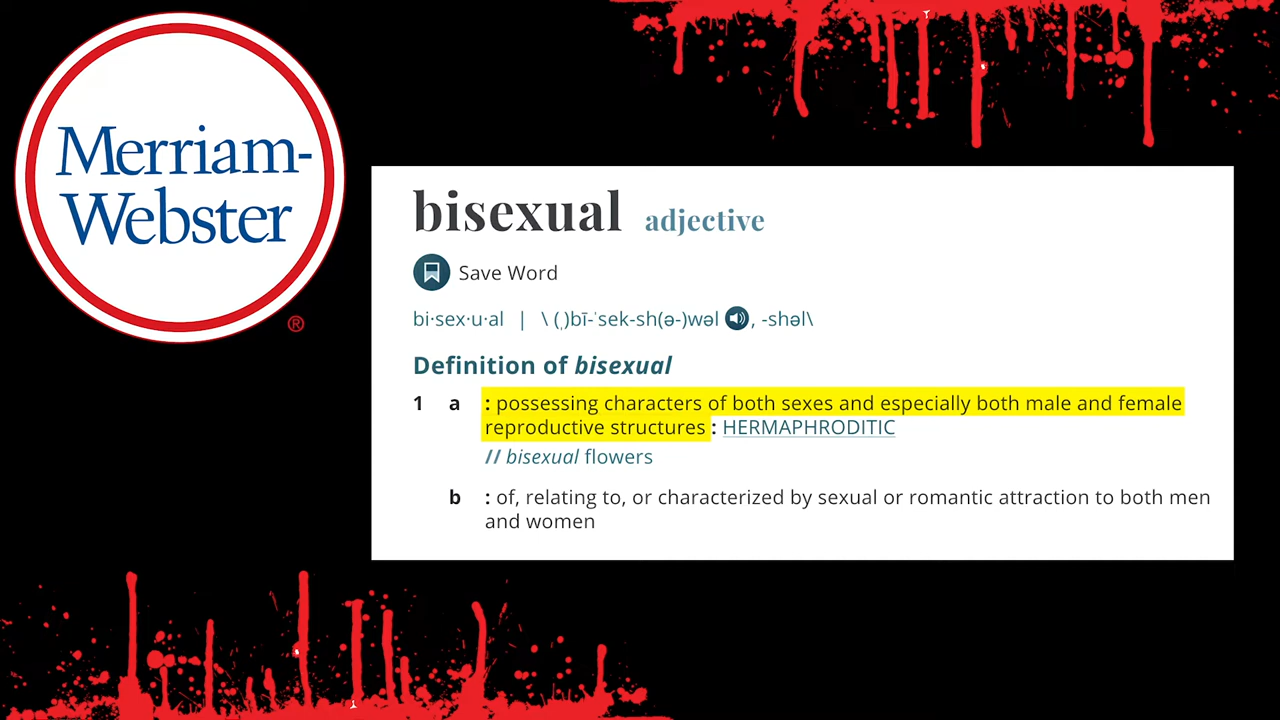 Merriam-
Webster
®
bisexual adjective
Save Word
bi·sex·u·al | \ (ˌ)bī-ˈsek-sh(ə-)wəl , -shəl\
Definition of bisexual
1 a : possessing characters of both sexes and especially both male and female
reproductive structures : HERMAPHRODITIC
// bisexual flowers
b : of, relating to, or characterized by sexual or romantic attraction to both men
and women